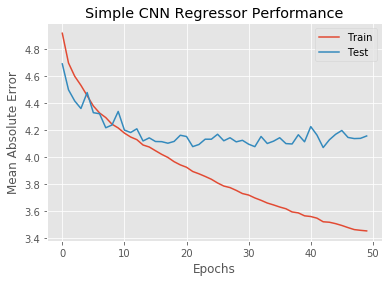 Simple CNN Regressor Performance
Train
Test
Mean Absolute Error
4.8
4.6
4.4
4.2
4.0
3.8
3.6
3.4
0 10 20 30 40 50
Epochs